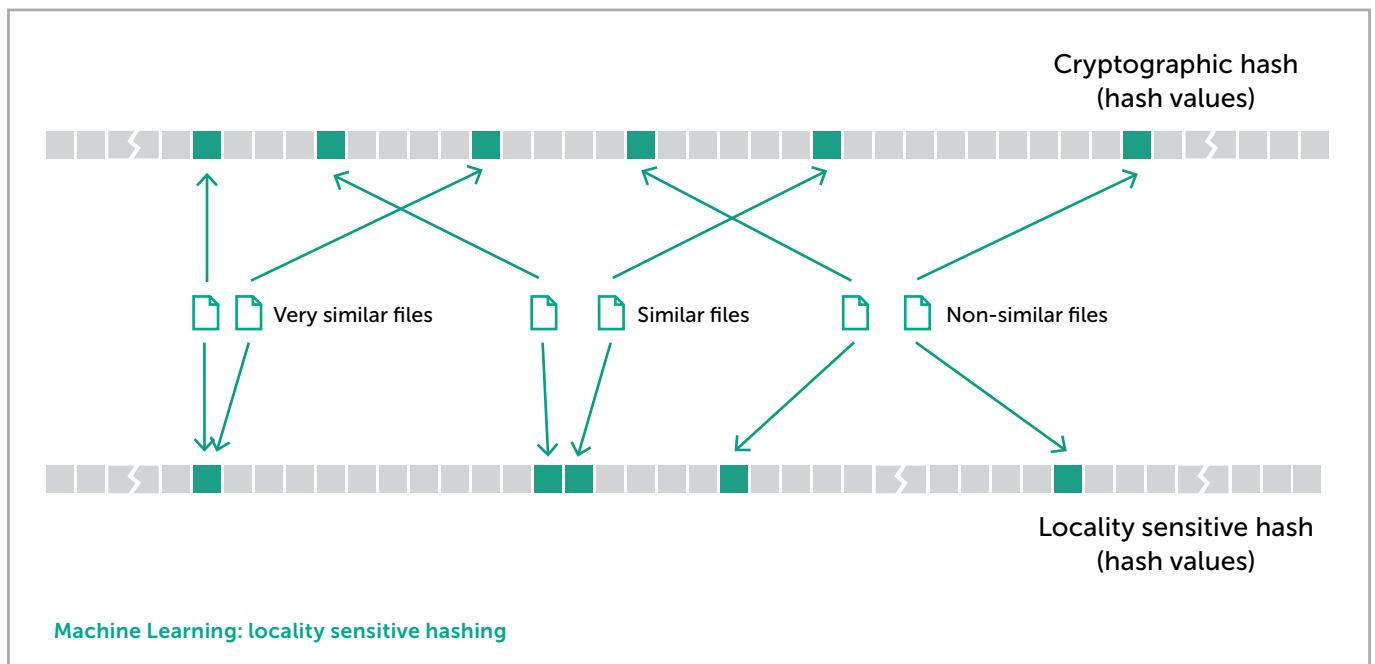 Cryptographic hash
(hash values)
Very similar files
Similar files
Non-similar files
Locality sensitive hash
(hash values)
Machine Learning: locality sensitive hashing